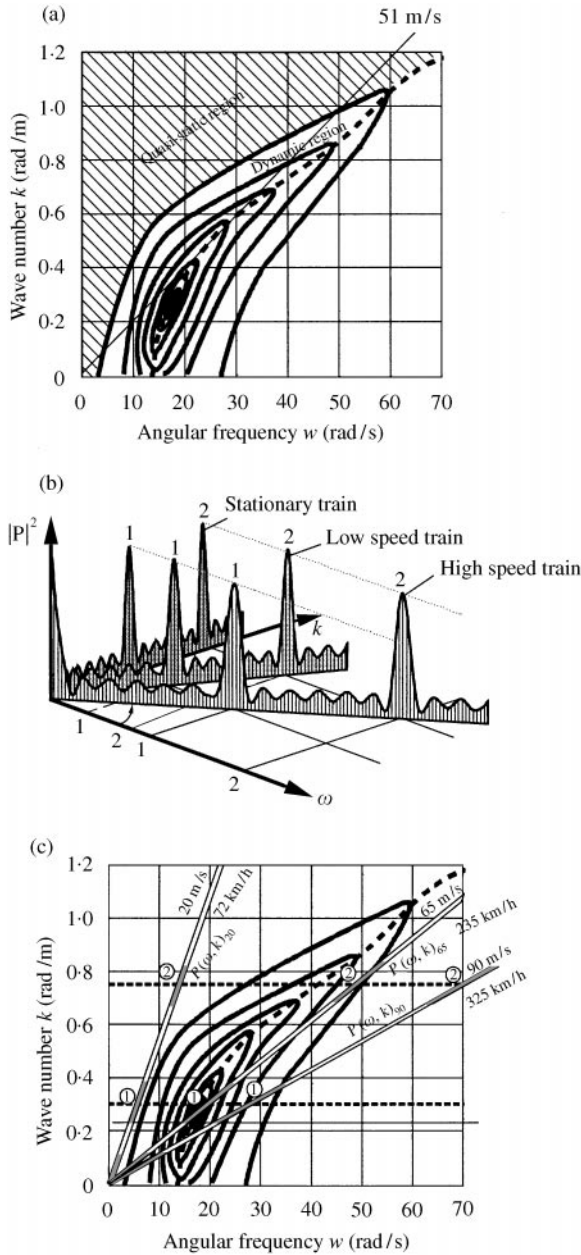 (a)
51 m/s
1·2
1·0
0·8
0·6
0·4
0·2
0
Wave number k (rad /m)
Quasi-static region
Dynamic region
0 10 20 30 40 50 60 70
Angular frequency w (rad/s)
(b)
|P|²
2
Stationary train
1
2
Low speed train
1
1
2
High speed train
k
1
2
1
2
ω
(c)
1·2
1·0
0·8
0·6
0·4
0·2
0
Wave number k (rad /m)
20 m/s
72 km/h
P(ω, k)20
65 m/s
235 km/h
P (ω, k)65
90 m/s
325 km/h
P (ω, k)90
2
2
2
1
1
1
0 10 20 30 40 50 60 70
Angular frequency w (rad/s)